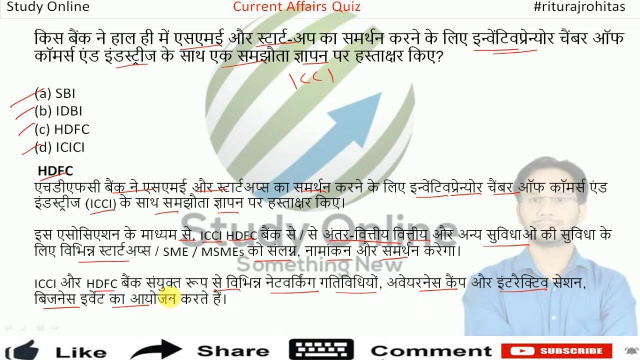 Study Online
Current Affairs Quiz
#riturajrohitas
किस बैंक ने हाल ही में एसएमई और स्टार्ट-अप का समर्थन करने के लिए इन्वेंटिवप्रेन्योर चैंबर ऑफ
कॉमर्स एंड इंडस्ट्रीज के साथ एक समझौता ज्ञापन पर हस्ताक्षर किए?
ICCI
(a) SBI
(b) IDBI
(c) HDFC
(d) ICICI
HDFC
एचडीएफसी बैंक ने एसएमई और स्टार्टअप्स का समर्थन करने के लिए इन्वेंटिवप्रेन्योर चैंबर ऑफ कॉमर्स एंड
इंडस्ट्रीज (ICCI) के साथ समझौता ज्ञापन पर हस्ताक्षर किए।
इस एसोसिएशन के माध्यम से, ICCI HDFC बैंक से / से अंतर-वित्तीय वित्तीय और अन्य सुविधाओं की सुविधा के
लिए विभिन्न स्टार्टअप्स / SME / MSMEs को संलग्न, नामांकन और समर्थन करेगा।
Study Online
Something New
ICCI और HDFC बैंक संयुक्त रूप से विभिन्न नेटवर्किंग गतिविधियों, अवेयरनेस कैंप और इंटरैक्टिव सेशन,
बिजनेस इवेंट का आयोजन करते हैं।
Like
Share
Comment
SUBSCRIBE